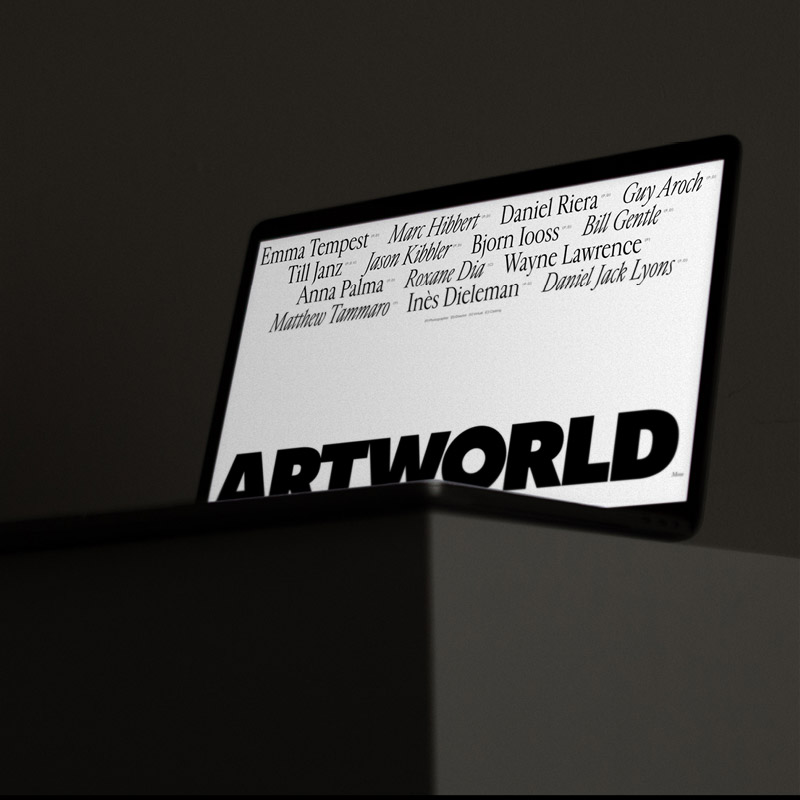 Emma Tempest Marc Hibbert Daniel Riera Guy Aroch
Till Janz Jason Kibbler Bjorn Iooss Bill Gentle
Anna Palma Roxane Dia Wayne Lawrence
Matthew Tammaro Inès Dieleman Daniel Jack Lyons
ARTWORLD
More